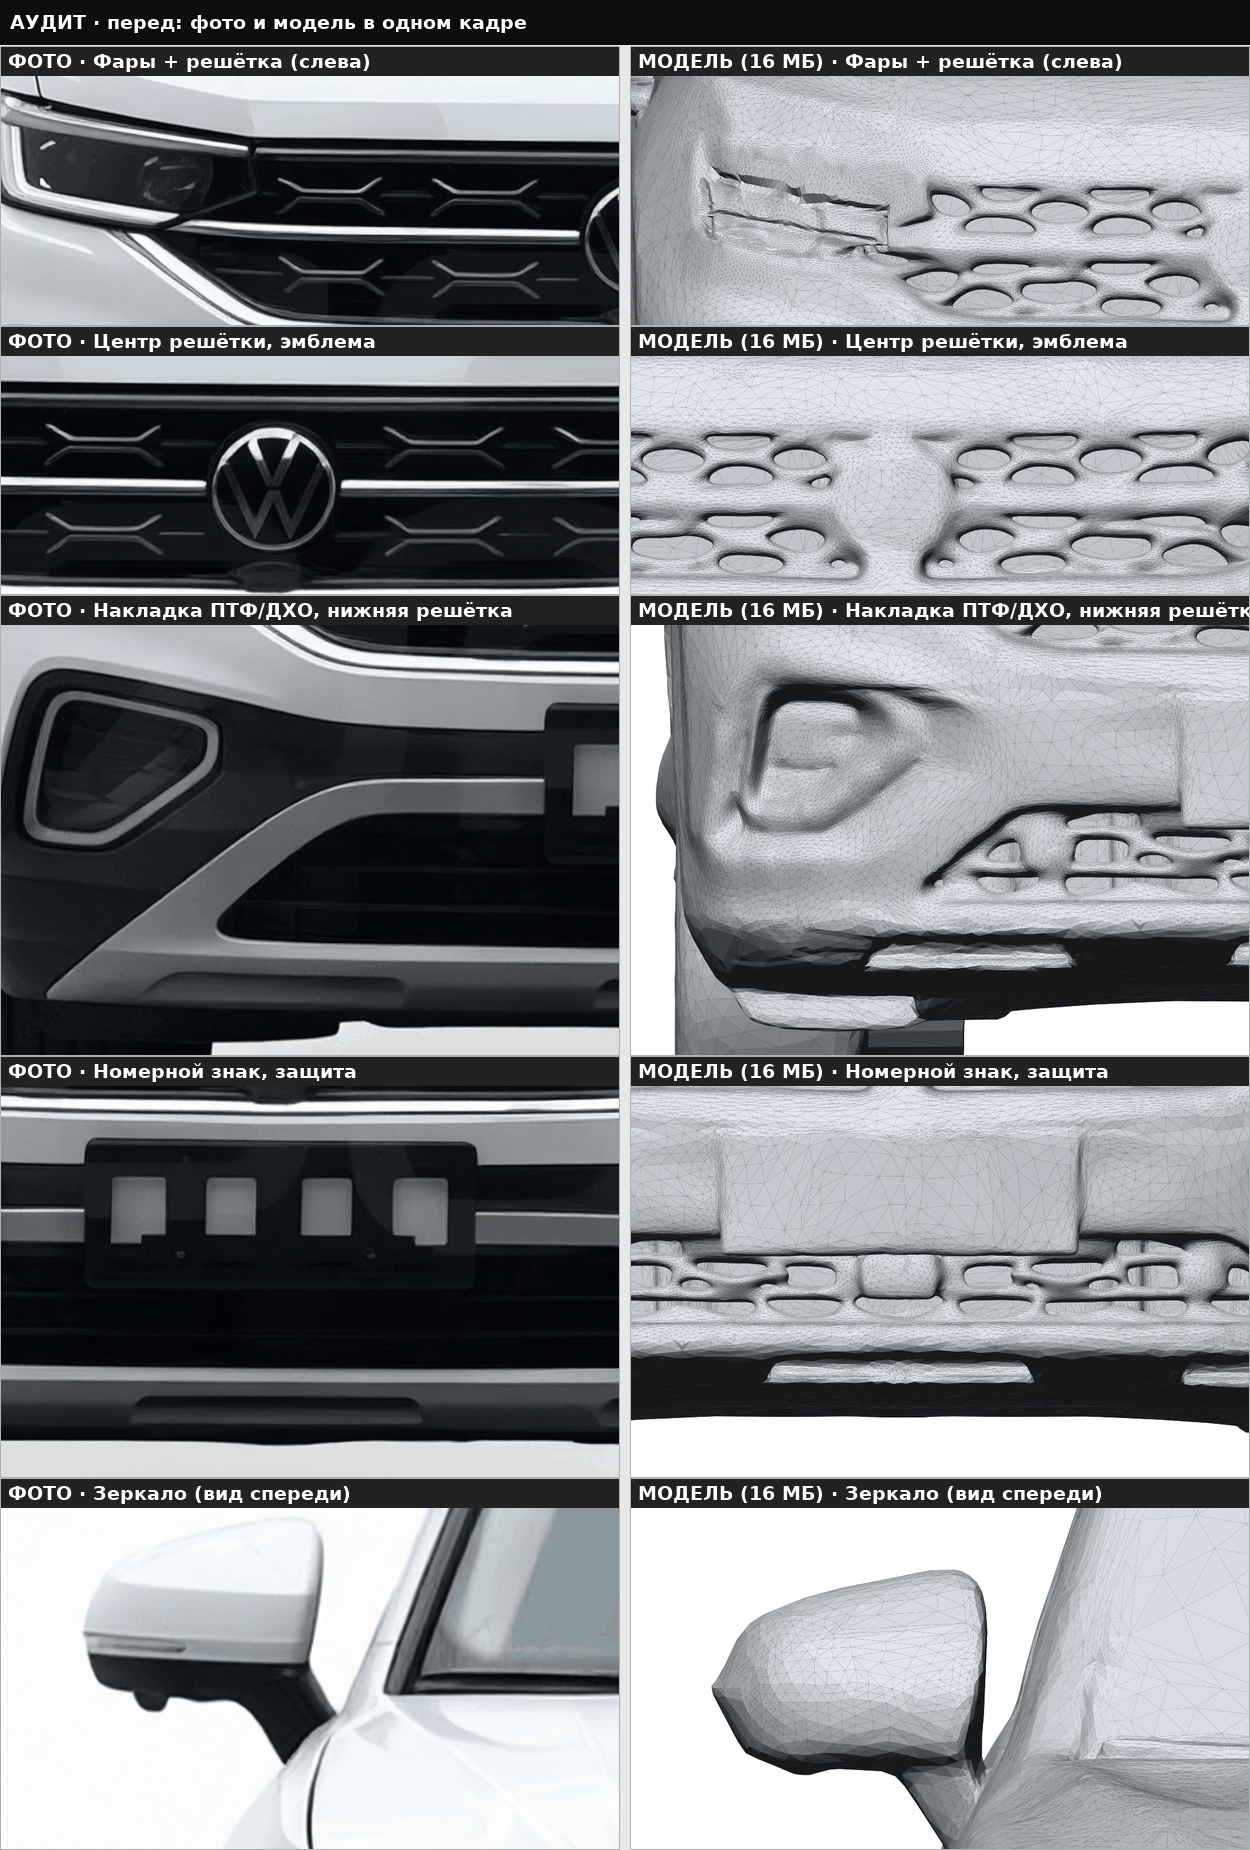 АУДИТ · перед: фото и модель в одном кадре
ФОТО · Фары + решётка (слева)
МОДЕЛЬ (16 МБ) · Фары + решётка (слева)
ФОТО · Центр решётки, эмблема
МОДЕЛЬ (16 МБ) · Центр решётки, эмблема
ФОТО · Накладка ПТФ/ДХО, нижняя решётка
МОДЕЛЬ (16 МБ) · Накладка ПТФ/ДХО, нижняя решётк
ФОТО · Номерной знак, защита
МОДЕЛЬ (16 МБ) · Номерной знак, защита
ФОТО · Зеркало (вид спереди)
МОДЕЛЬ (16 МБ) · Зеркало (вид спереди)